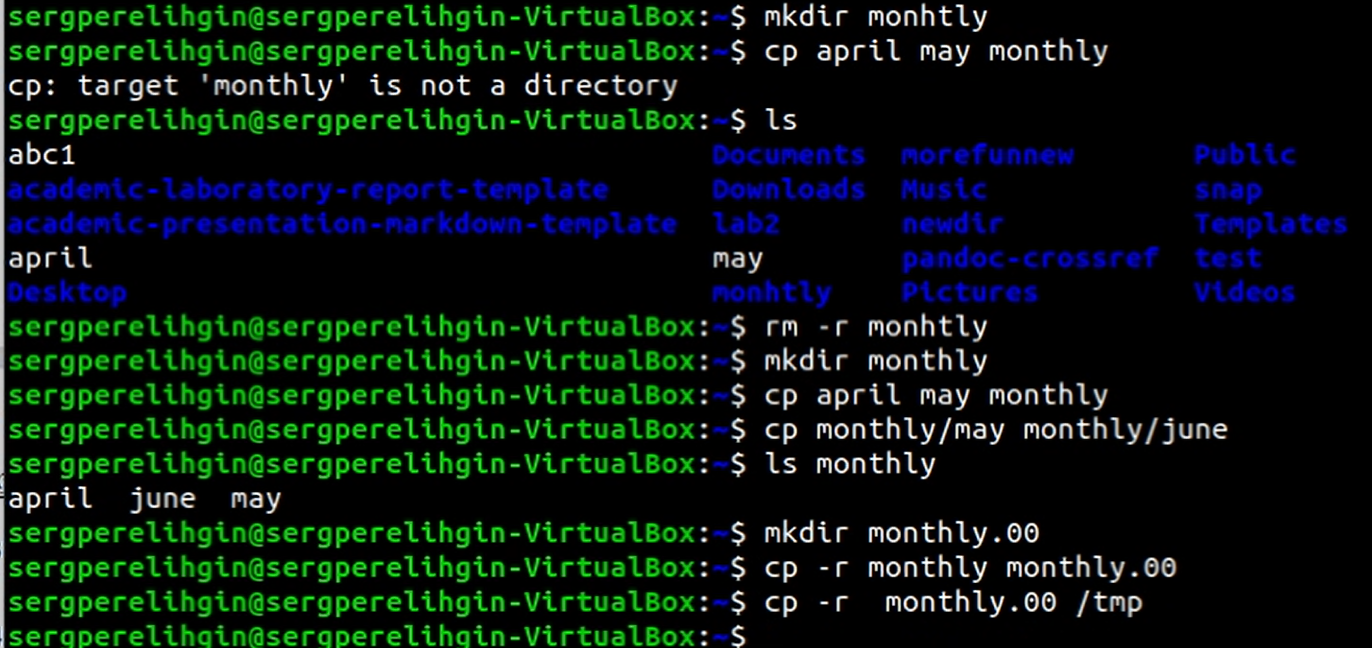 sergperelihgin@sergperelihgin-VirtualBox:~$ mkdir monhtly
sergperelihgin@sergperelihgin-VirtualBox:~$ cp april may monthly
cp: target 'monthly' is not a directory
sergperelihgin@sergperelihgin-VirtualBox:~$ ls
abc1 Documents morefunnew Public
academic-laboratory-report-template Downloads Music snap
academic-presentation-markdown-template lab2 newdir Templates
april may pandoc-crossref test
Desktop monhtly Pictures Videos
sergperelihgin@sergperelihgin-VirtualBox:~$ rm -r monhtly
sergperelihgin@sergperelihgin-VirtualBox:~$ mkdir monthly
sergperelihgin@sergperelihgin-VirtualBox:~$ cp april may monthly
sergperelihgin@sergperelihgin-VirtualBox:~$ cp monthly/may monthly/june
sergperelihgin@sergperelihgin-VirtualBox:~$ ls monthly
april june may
sergperelihgin@sergperelihgin-VirtualBox:~$ mkdir monthly.00
sergperelihgin@sergperelihgin-VirtualBox:~$ cp -r monthly monthly.00
sergperelihgin@sergperelihgin-VirtualBox:~$ cp -r  monthly.00 /tmp
sergperelihgin@sergperelihgin-VirtualBox:~$